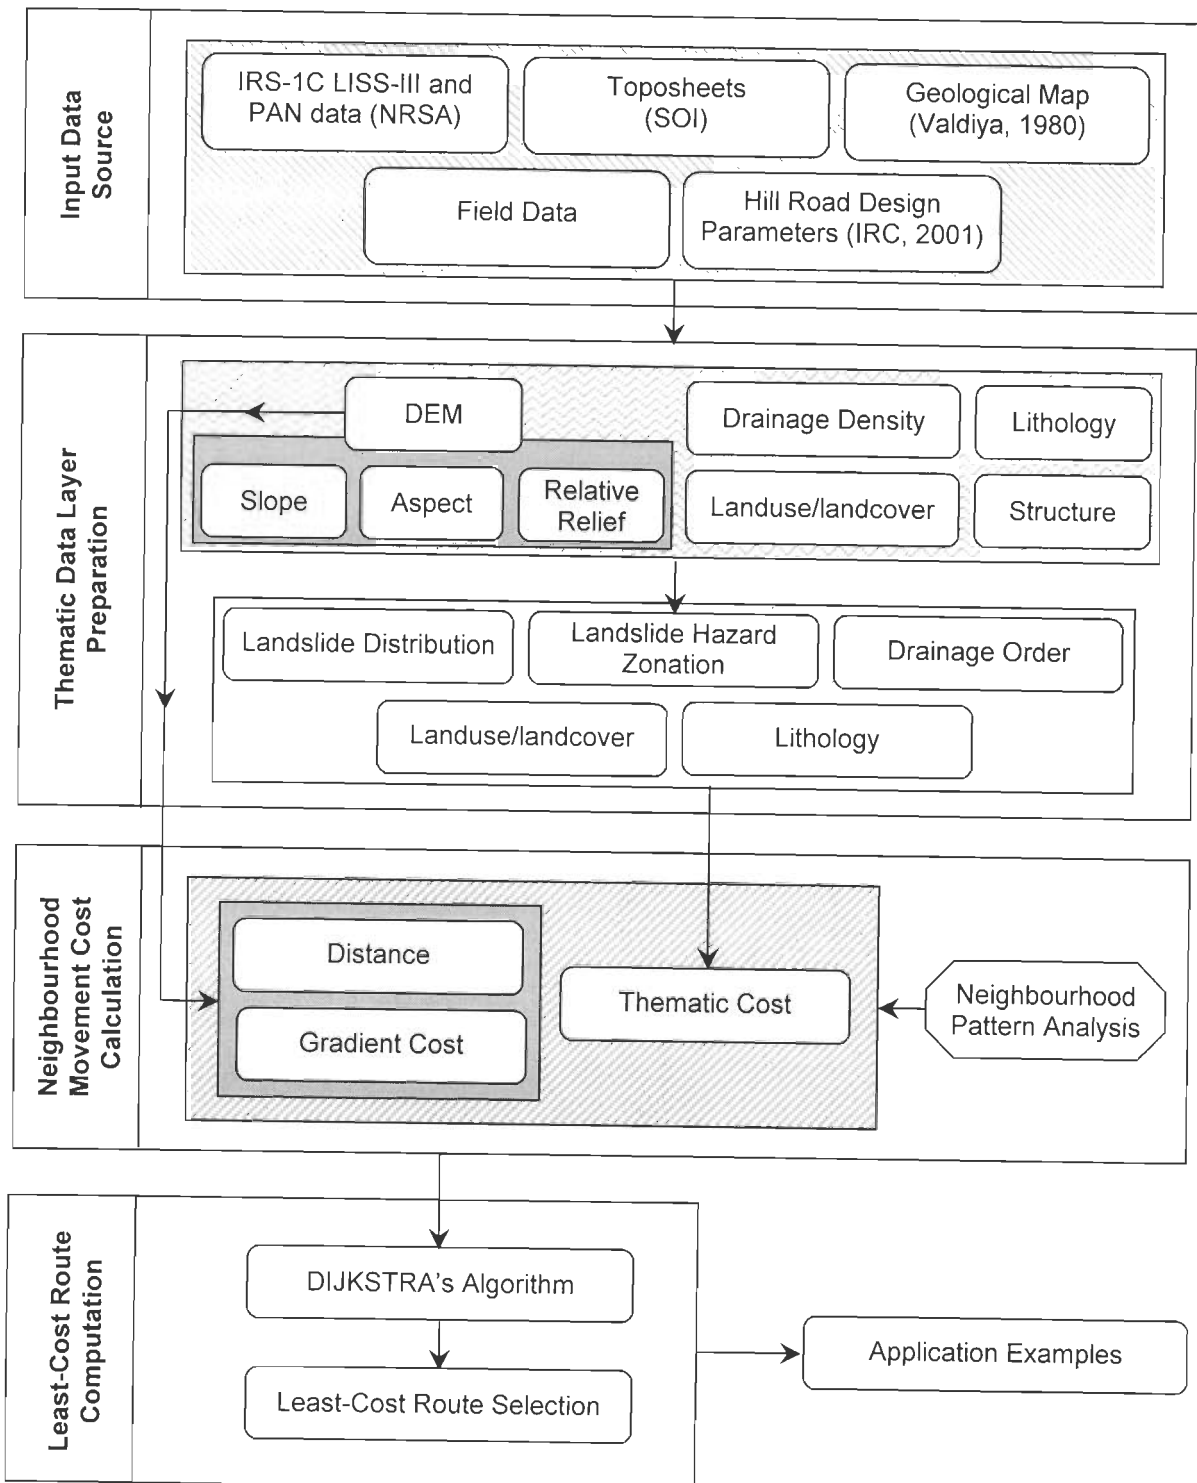 Input Data
Source
IRS-1C LISS-III and
PAN data (NRSA)
Toposheets
(SOI)
Geological Map
(Valdiya, 1980)
Field Data
Hill Road Design
Parameters (IRC, 2001)
Thematic Data Layer
Preparation
DEM
Drainage Density
Lithology
Slope
Aspect
Relative
Relief
Landuse/landcover
Structure
Landslide Distribution
Landslide Hazard
Zonation
Drainage Order
Landuse/landcover
Lithology
Neighbourhood
Movement Cost
Calculation
Distance
Gradient Cost
Thematic Cost
Neighbourhood
Pattern Analysis
Least-Cost Route
Computation
DIJKSTRA's Algorithm
Least-Cost Route Selection
Application Examples